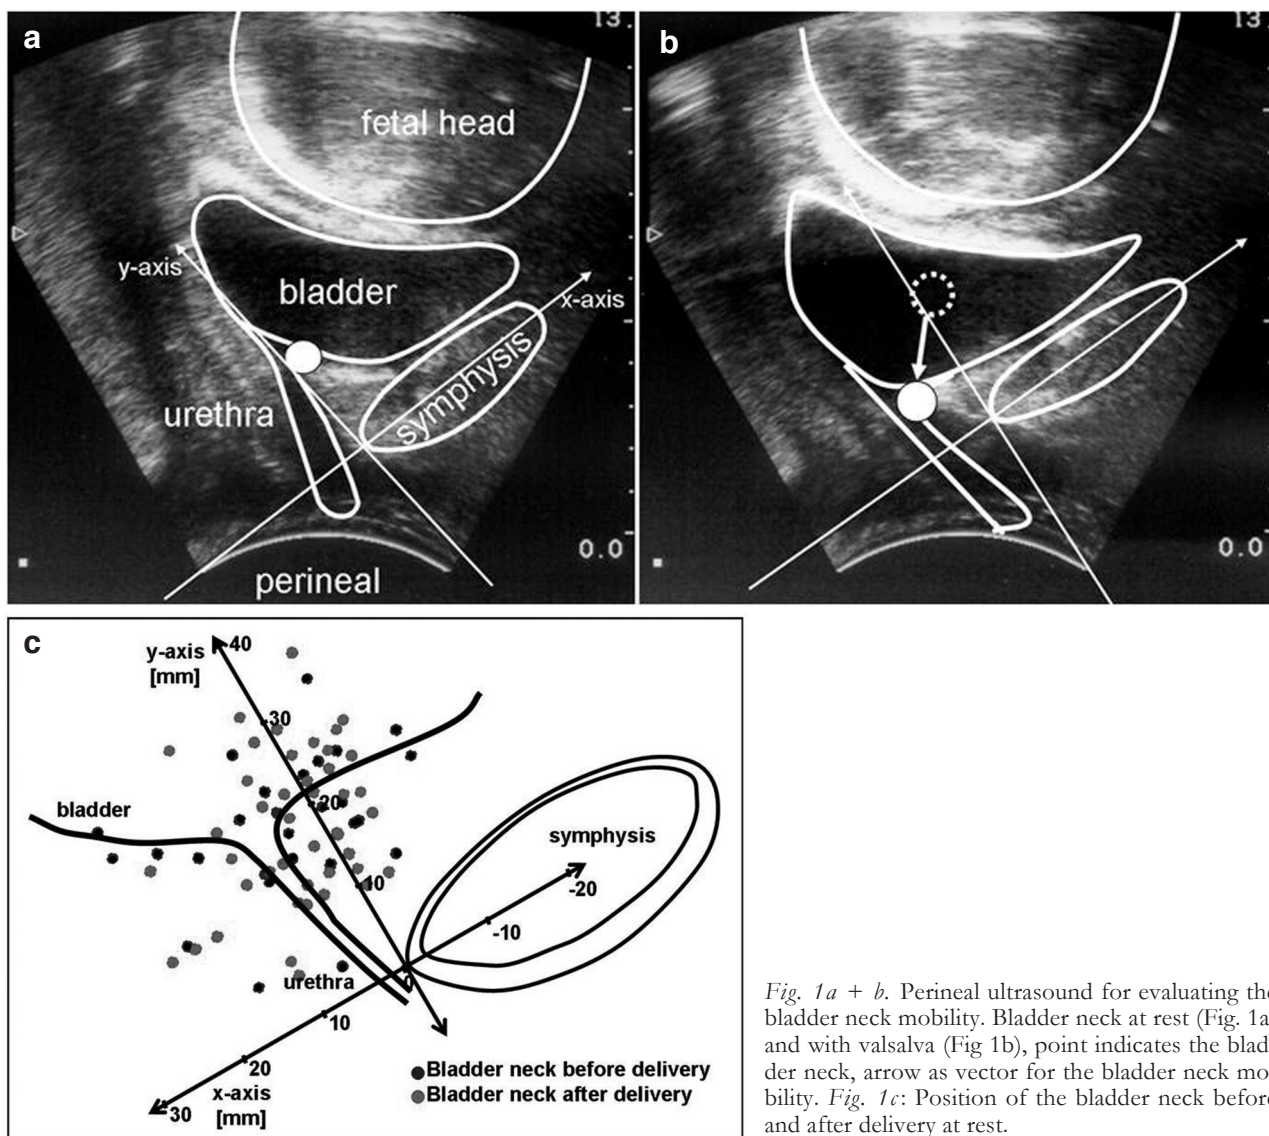 a
13.
fetal head
y-axis
bladder
x-axis
symphysis
urethra
0.0
perineal
b
13
0.0
c
y-axis
[mm]
40
30
20
10
0
bladder
symphysis
-20
-10
urethra
10
20
30
x-axis
[mm]
Bladder neck before delivery
Bladder neck after delivery
Fig. 1a + b. Perineal ultrasound for evaluating the
bladder neck mobility. Bladder neck at rest (Fig. 1a
and with valsalva (Fig 1b), point indicates the blad-
der neck, arrow as vector for the bladder neck mo-
bility. Fig. 1c: Position of the bladder neck before
and after delivery at rest.